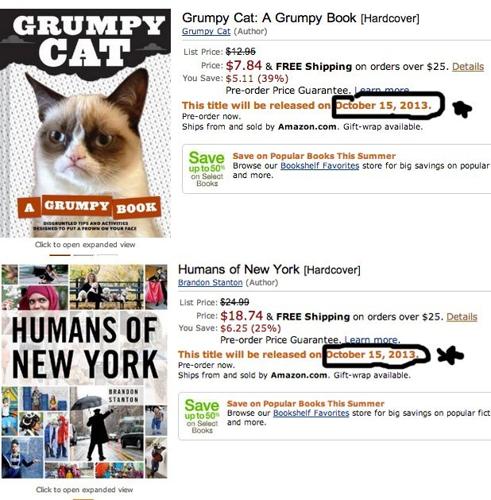 GRUMPY
CAT
A GRUMPY BOOK
DISGRUNTLED TIPS AND ACTIVITIES
DESIGNED TO PUT A FROWN ON YOUR FACE
Click to open expanded view
Grumpy Cat: A Grumpy Book [Hardcover]
Grumpy Cat (Author)
List Price: $12.95
Price: $7.84 & FREE Shipping on orders over $25. Details
You Save: $5.11 (39%)
Pre-order Price Guarantee. Learn more.
This title will be released on October 15, 2013.
Pre-order now.
Ships from and sold by Amazon.com. Gift-wrap available.
Save
up to 50%
on Select
Books
Save on Popular Books This Summer
Browse our Bookshelf Favorites store for big savings on popular
and more.
HUMANS OF
NEW YORK
BRANDON
STANTON
Click to open expanded view
Humans of New York [Hardcover]
Brandon Stanton (Author)
List Price: $24.99
Price: $18.74 & FREE Shipping on orders over $25. Details
You Save: $6.25 (25%)
Pre-order Price Guarantee. Learn more.
This title will be released on October 15, 2013.
Pre-order now.
Ships from and sold by Amazon.com. Gift-wrap available.
Save
up to 50%
on Select
Books
Save on Popular Books This Summer
Browse our Bookshelf Favorites store for big savings on popular fict
and more.